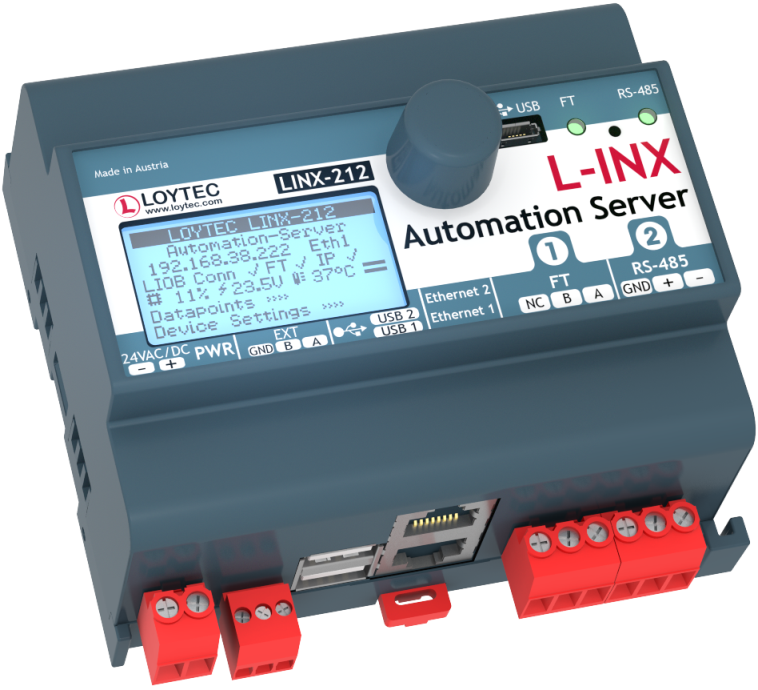 Made in Austria
USB FT RS-485
LOYTEC
www.loytec.com
LINX-212
L-INX
Automation Server
LOYTEC LINX-212
Automation-Server
192.168.38.222 Eth1
LIOB Conn √ FT √ IP √
11% 23.5V 37°C
Datapoints »»
Device Settings »»
24VAC/DC PWR
- +
EXT
GND B A
USB 2
USB 1
Ethernet 2
Ethernet 1
1
FT
NC B A
2
RS-485
GND + -